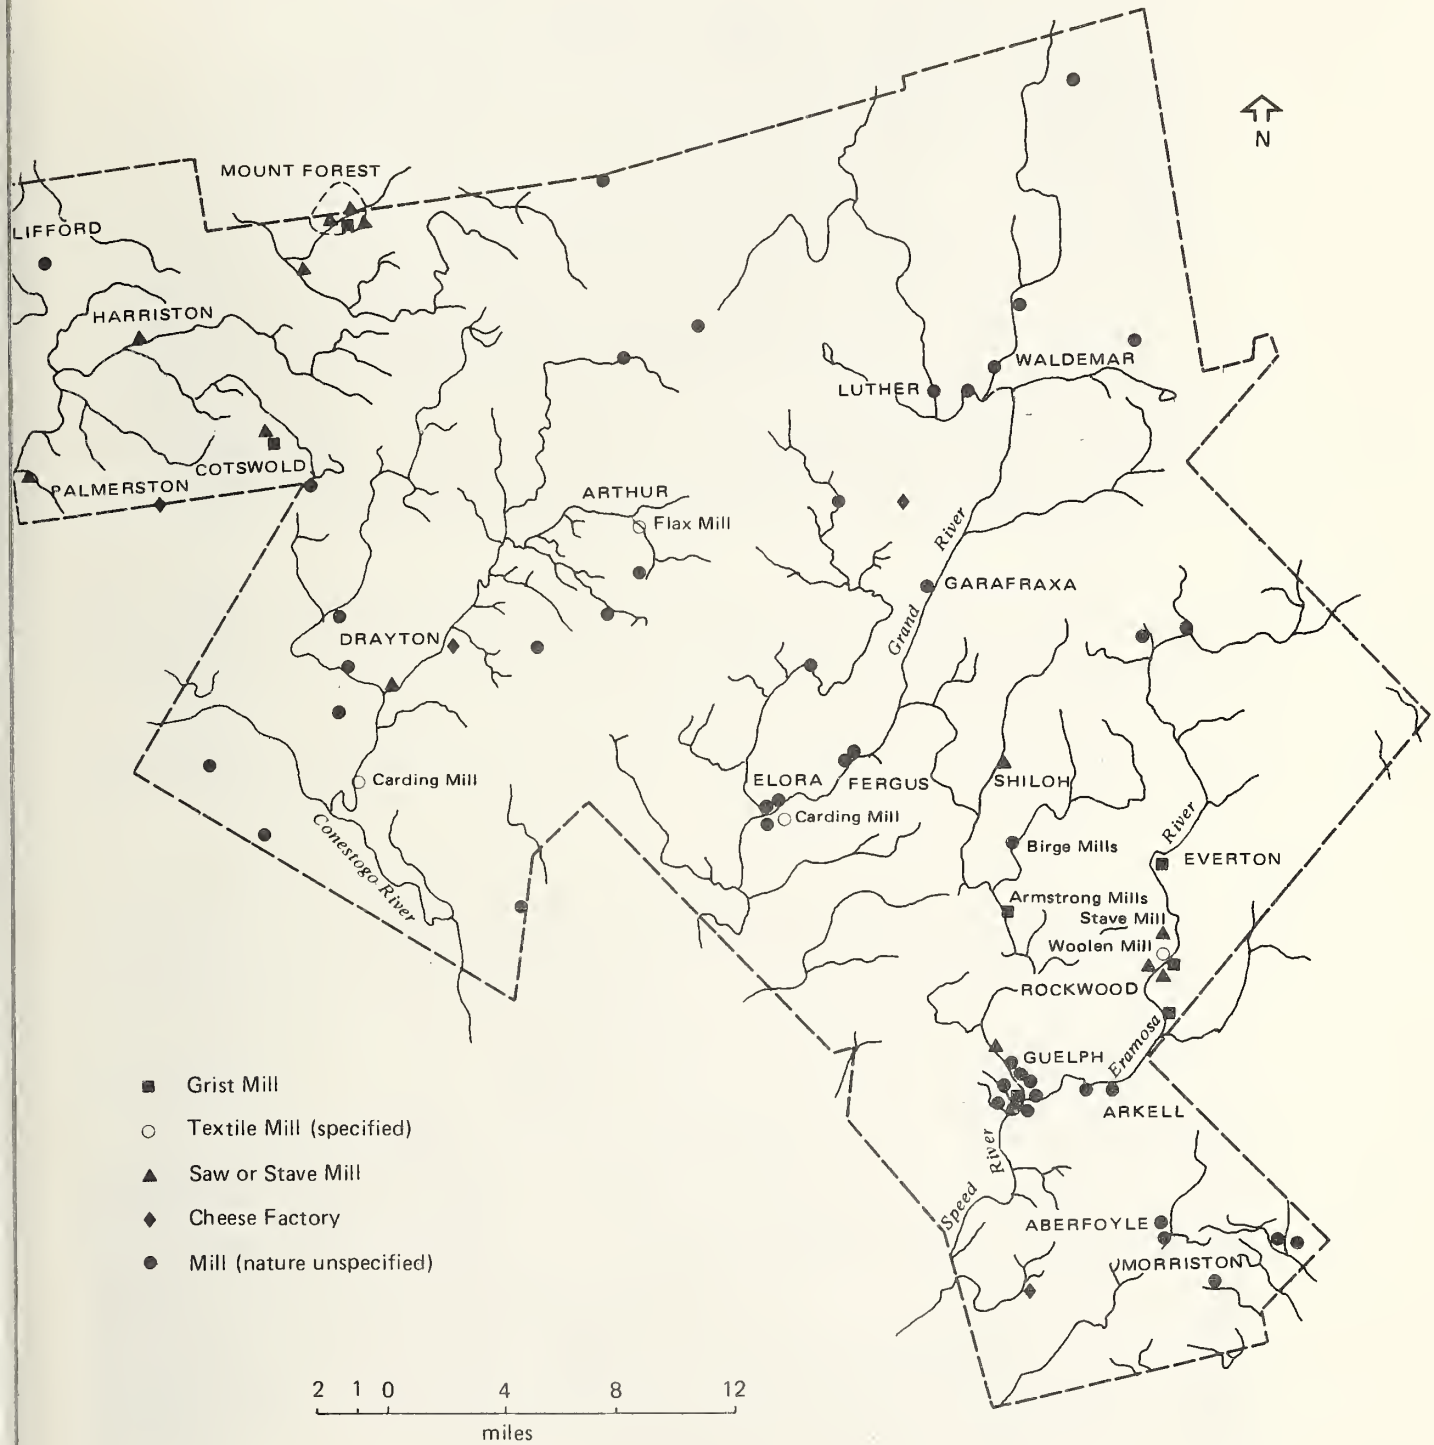 N
MOUNT FOREST
LIFFORD
HARRISTON
WALDEMAR
LUTHER
COTSWOLD
PALMERSTON
ARTHUR
Flax Mill
Grand River
GARAFRAXA
DRAYTON
Carding Mill
ELORA
FERGUS
SHILOH
Carding Mill
Conestogo River
Birge Mills
River
EVERTON
Armstrong Mills
Stave Mill
Woolen Mill
ROCKWOOD
Eramosa
GUELPH
ARKELL
Speed River
ABERFOYLE
MORRISTON
Grist Mill
Textile Mill (specified)
Saw or Stave Mill
Cheese Factory
Mill (nature unspecified)
2 1 0 4 8 12
miles